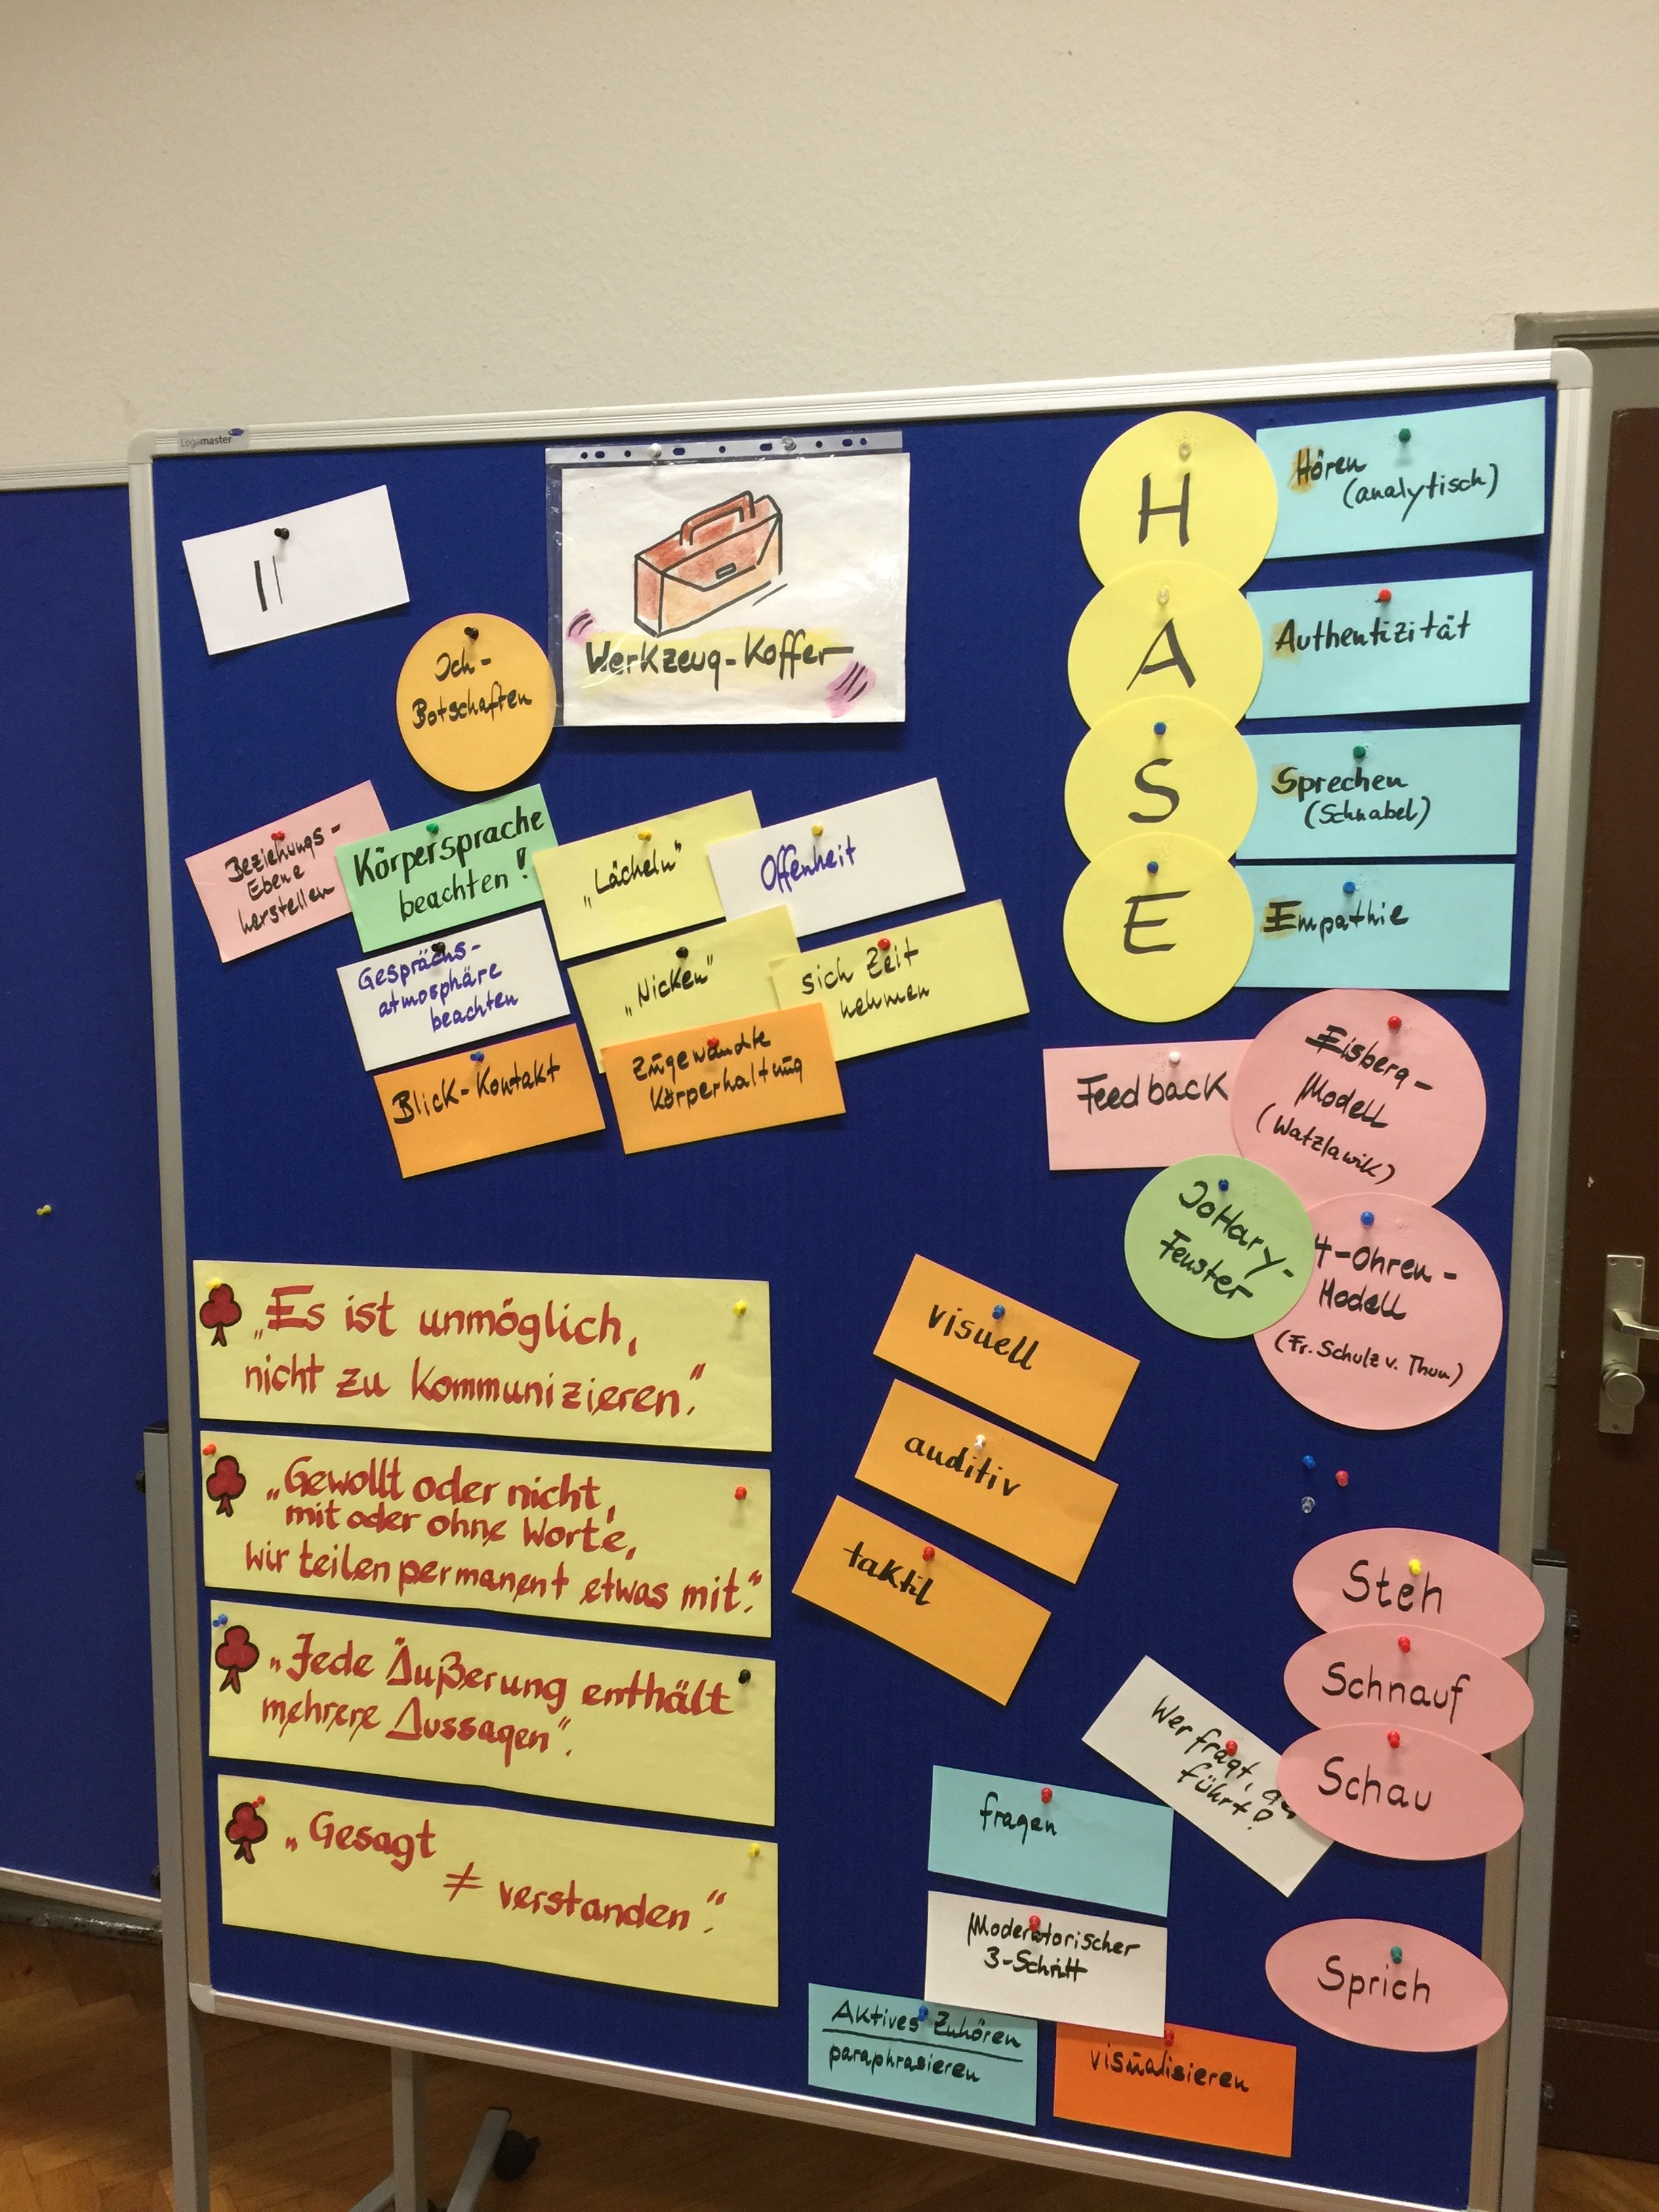 Legamaster
Werkzeug-Koffer
Ich-
Botschaften
Beziehungs-
Ebene
herstellen
Körpersprache
beachten!
„Lächeln“
Offenheit
Gesprächs-
atmosphäre
beachten
„Nicken“
sich Zeit
nehmen
Blick-Kontakt
Zugewandte
Körperhaltung
H
Hören
(analytisch)
A
Authentizität
S
Sprechen
(Schnabel)
E
Empathie
Feedback
Eisberg-
Modell
(Watzlawik)
JoHary-
Fenster
4-Ohren-
Modell
(Fr. Schulz v. Thun)
„Es ist unmöglich,
nicht zu kommunizieren.“
„Gewollt oder nicht,
mit oder ohne Worte,
wir teilen permanent etwas mit.“
„Jede Äußerung enthält
mehrere Aussagen“.
„Gesagt
≠ verstanden“.
visuell
auditiv
taktil
Steh
Schnauf
Schau
Sprich
Wer fragt,
führt!
fragen
Moderatorischer
3-Schritt
Aktives Zuhören
paraphrasieren
visualisieren